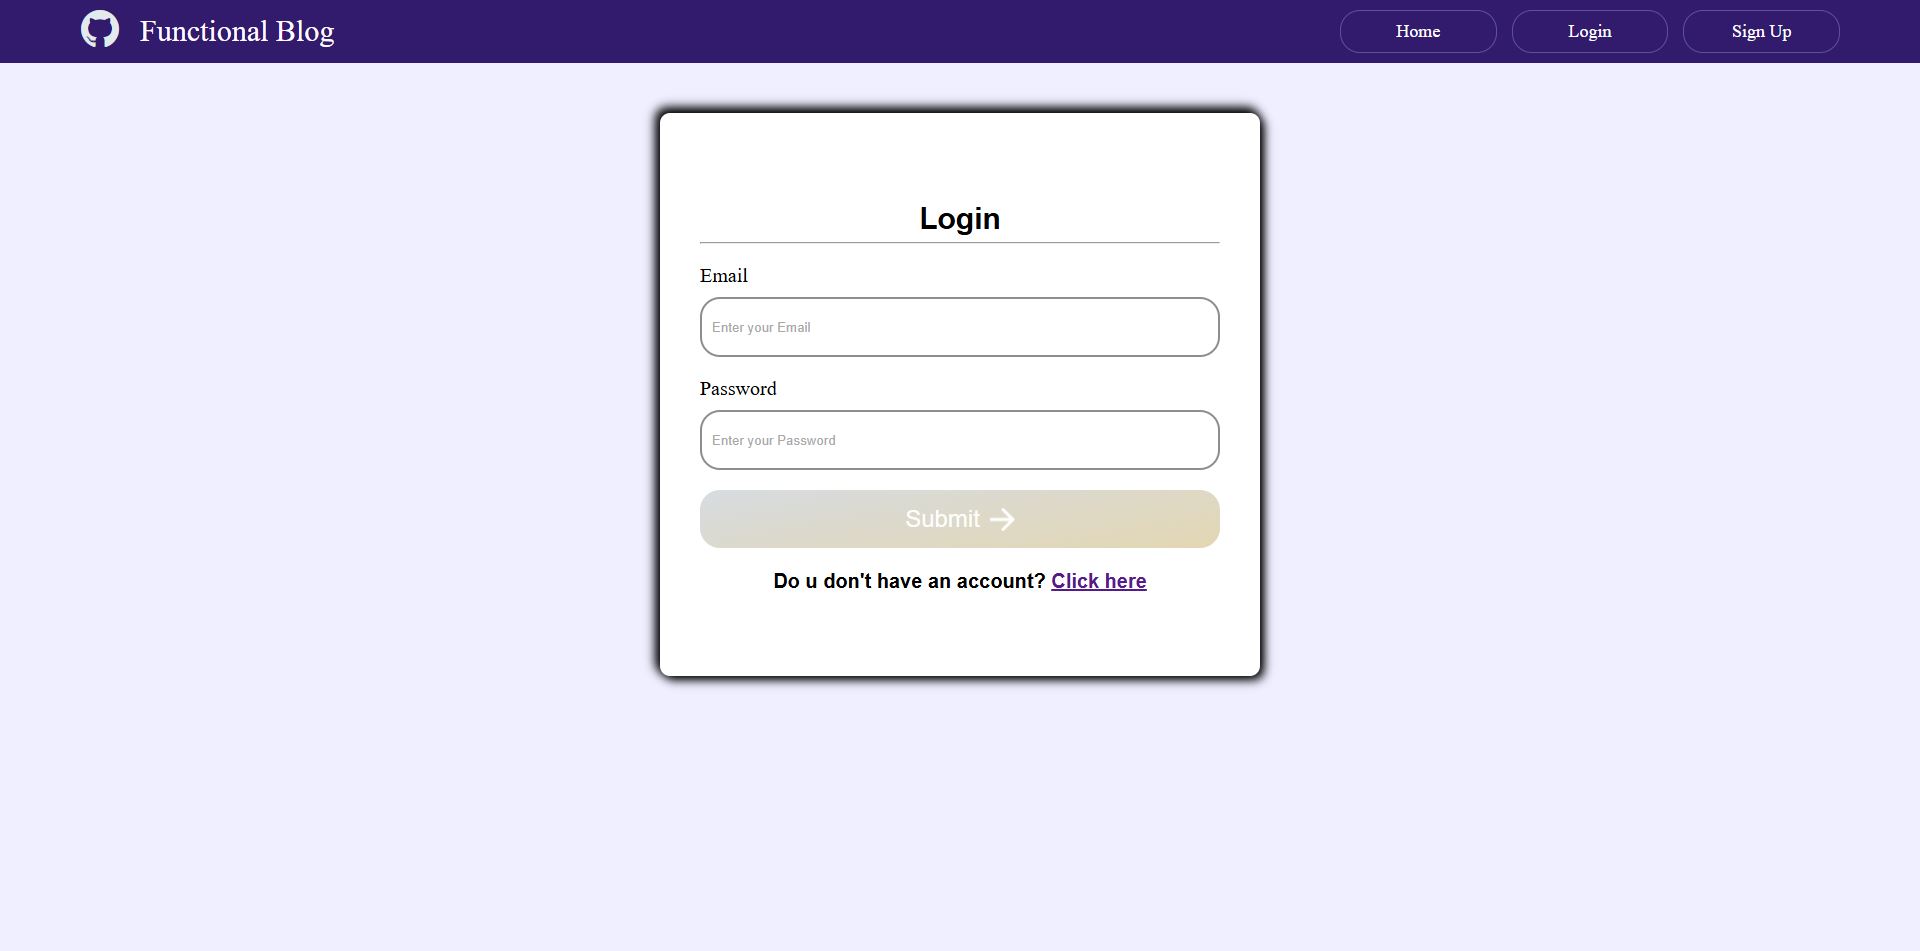 Functional Blog
Home
Login
Sign Up
Login
Email
Enter your Email
Password
Enter your Password
Submit
Do u don't have an account? Click here